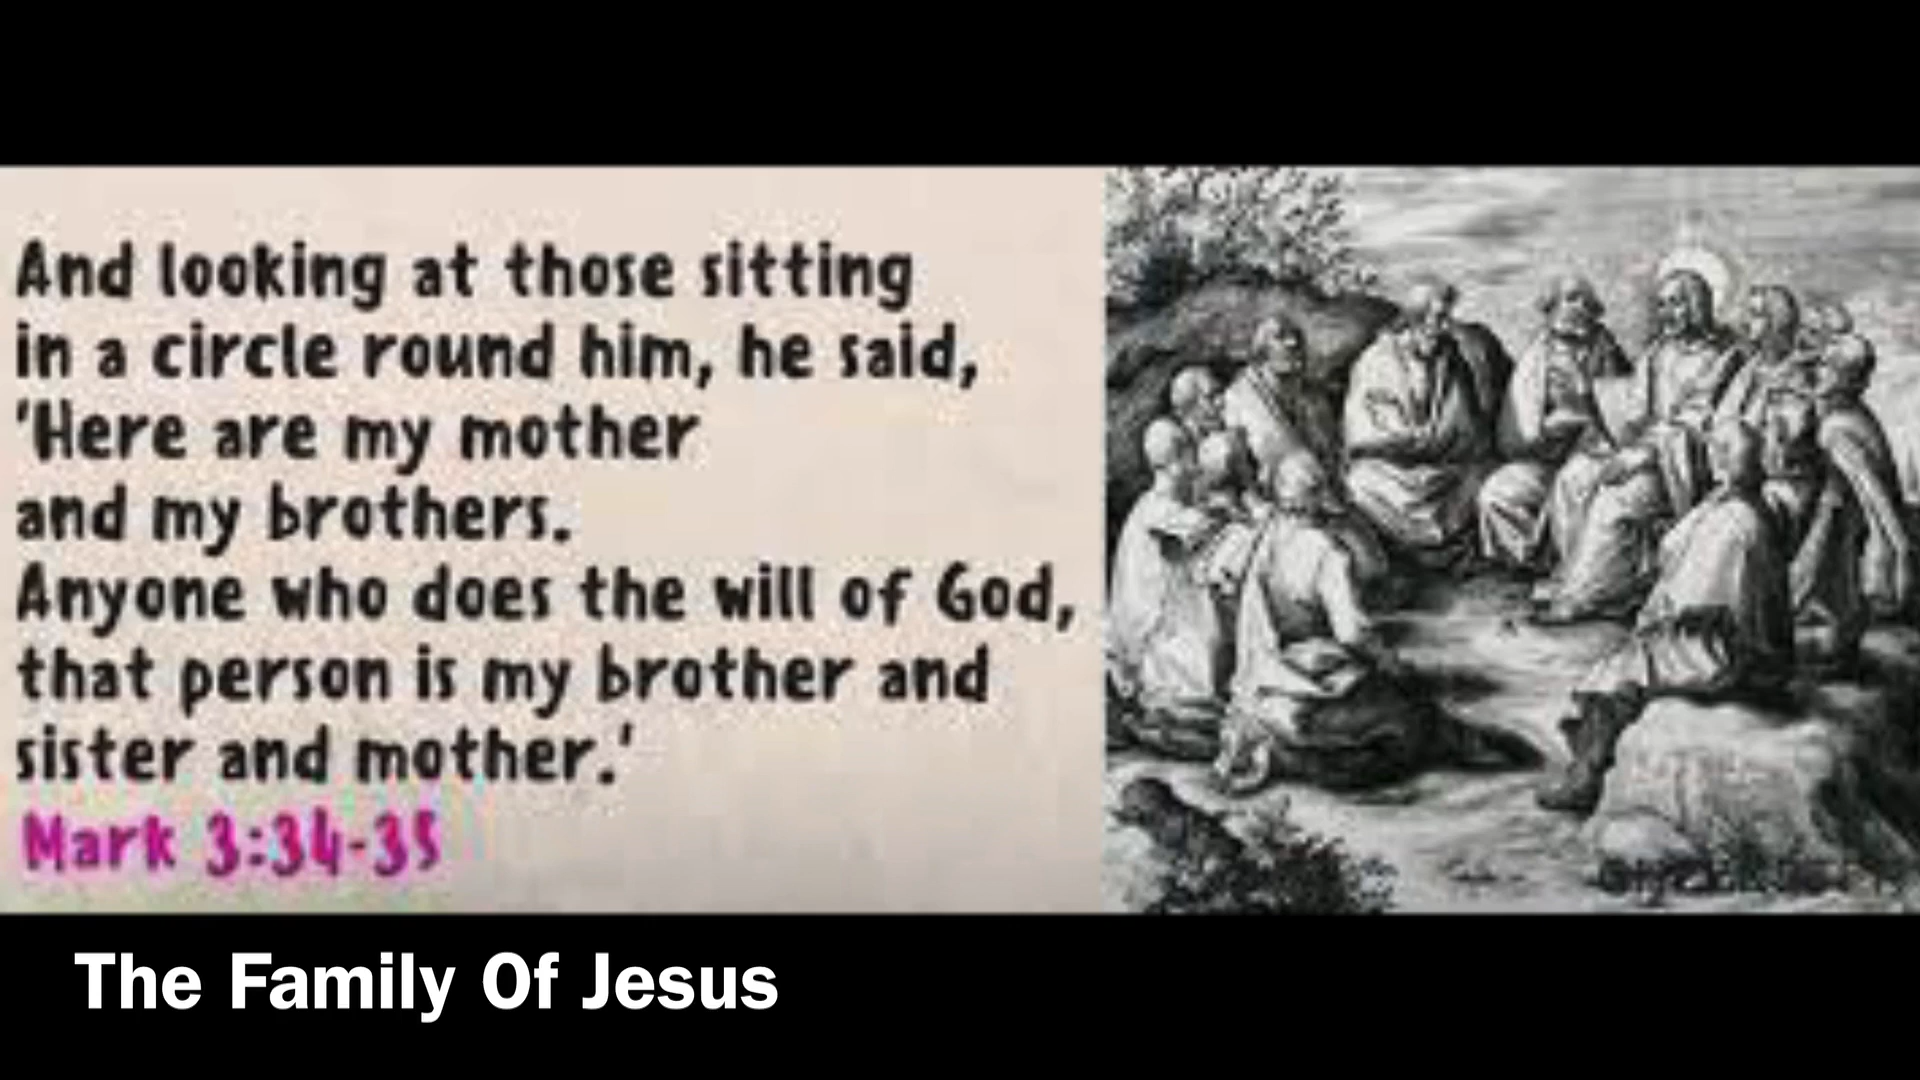 And looking at those sitting
in a circle round him, he said,
'Here are my mother
and my brothers.
Anyone who does the will of God,
that person is my brother and
sister and mother.'
Mark 3:34-35
The Family Of Jesus